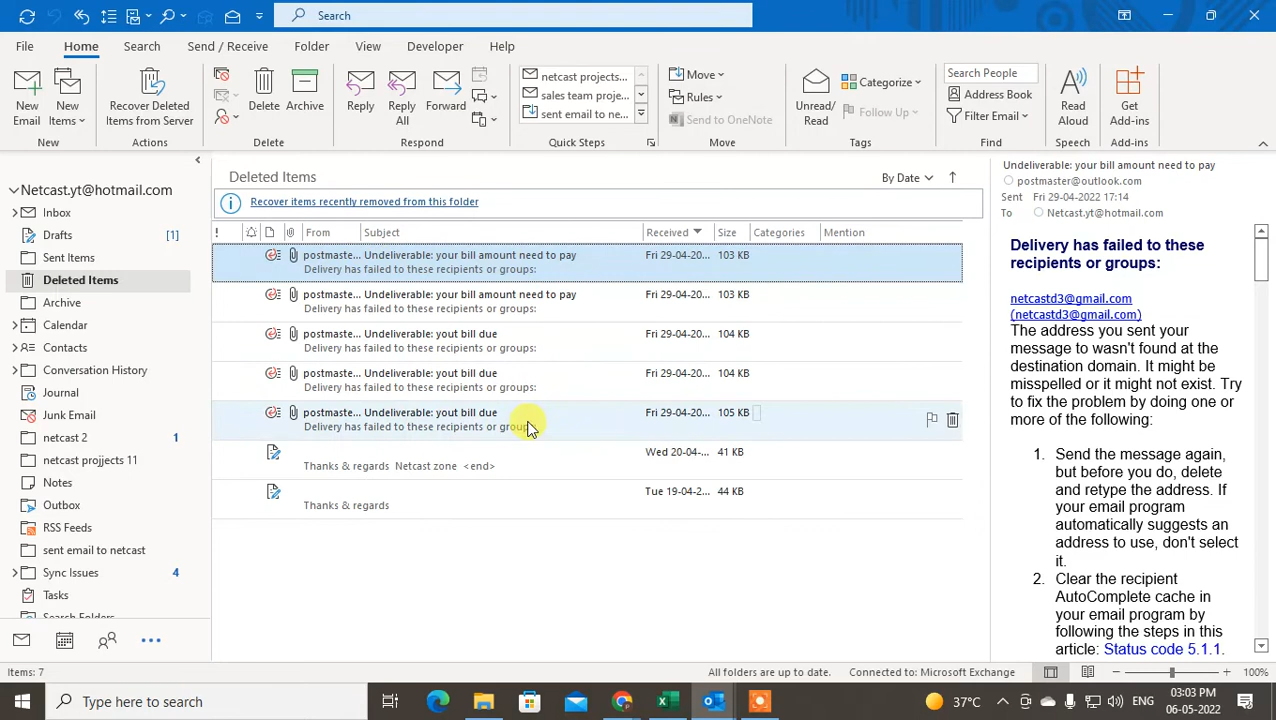 Search
File
Home
Search
Send / Receive
Folder
View
Developer
Help
New Email
New Items
New
Recover Deleted Items from Server
Actions
Delete
Archive
Delete
Reply
Reply All
Forward
Respond
netcast projects...
sales team proje...
sent email to ne...
Quick Steps
Move
Rules
Send to OneNote
Move
Unread/ Read
Categorize
Follow Up
Tags
Search People
Address Book
Filter Email
Find
Read Aloud
Speech
Get Add-ins
Add-ins
Netcast.yt@hotmail.com
Inbox
Drafts [1]
Sent Items
Deleted Items
Archive
Calendar
Contacts
Conversation History
Journal
Junk Email
netcast 2 1
netcast projjects 11
Notes
Outbox
RSS Feeds
sent email to netcast
Sync Issues 4
Tasks
Search Folders
Deleted Items
By Date
Recover items recently removed from this folder
! From Subject Received Size Categories Mention
postmaste... Undeliverable: your bill amount need to pay Fri 29-04-20... 103 KB
Delivery has failed to these recipients or groups:
postmaste... Undeliverable: your bill amount need to pay Fri 29-04-20... 103 KB
Delivery has failed to these recipients or groups:
postmaste... Undeliverable: yout bill due Fri 29-04-20... 104 KB
Delivery has failed to these recipients or groups:
postmaste... Undeliverable: yout bill due Fri 29-04-20... 104 KB
Delivery has failed to these recipients or groups:
postmaste... Undeliverable: yout bill due Fri 29-04-20... 105 KB
Delivery has failed to these recipients or group
Wed 20-04-... 41 KB
Thanks & regards Netcast zone <end>
Tue 19-04-2... 44 KB
Thanks & regards
Undeliverable: your bill amount need to pay
postmaster@outlook.com
Sent Fri 29-04-2022 17:14
To Netcast.yt@hotmail.com
Delivery has failed to these
recipients or groups:
netcastd3@gmail.com
(netcastd3@gmail.com)
The address you sent your
message to wasn't found at the
destination domain. It might be
misspelled or it might not exist. Try
to fix the problem by doing one or
more of the following:
1. Send the message again,
but before you do, delete
and retype the address. If
your email program
automatically suggests an
address to use, don't select
it.
2. Clear the recipient
AutoComplete cache in
your email program by
following the steps in this
article: Status code 5.1.1.
Items: 7
All folders are up to date.
Connected to: Microsoft Exchange
100%
Type here to search
37°C
ENG
03:03 PM
06-05-2022